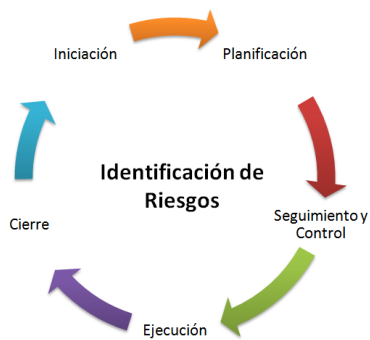 Iniciación
Planificación
Identificación de
Riesgos
Seguimiento y
Control
Cierre
Ejecución